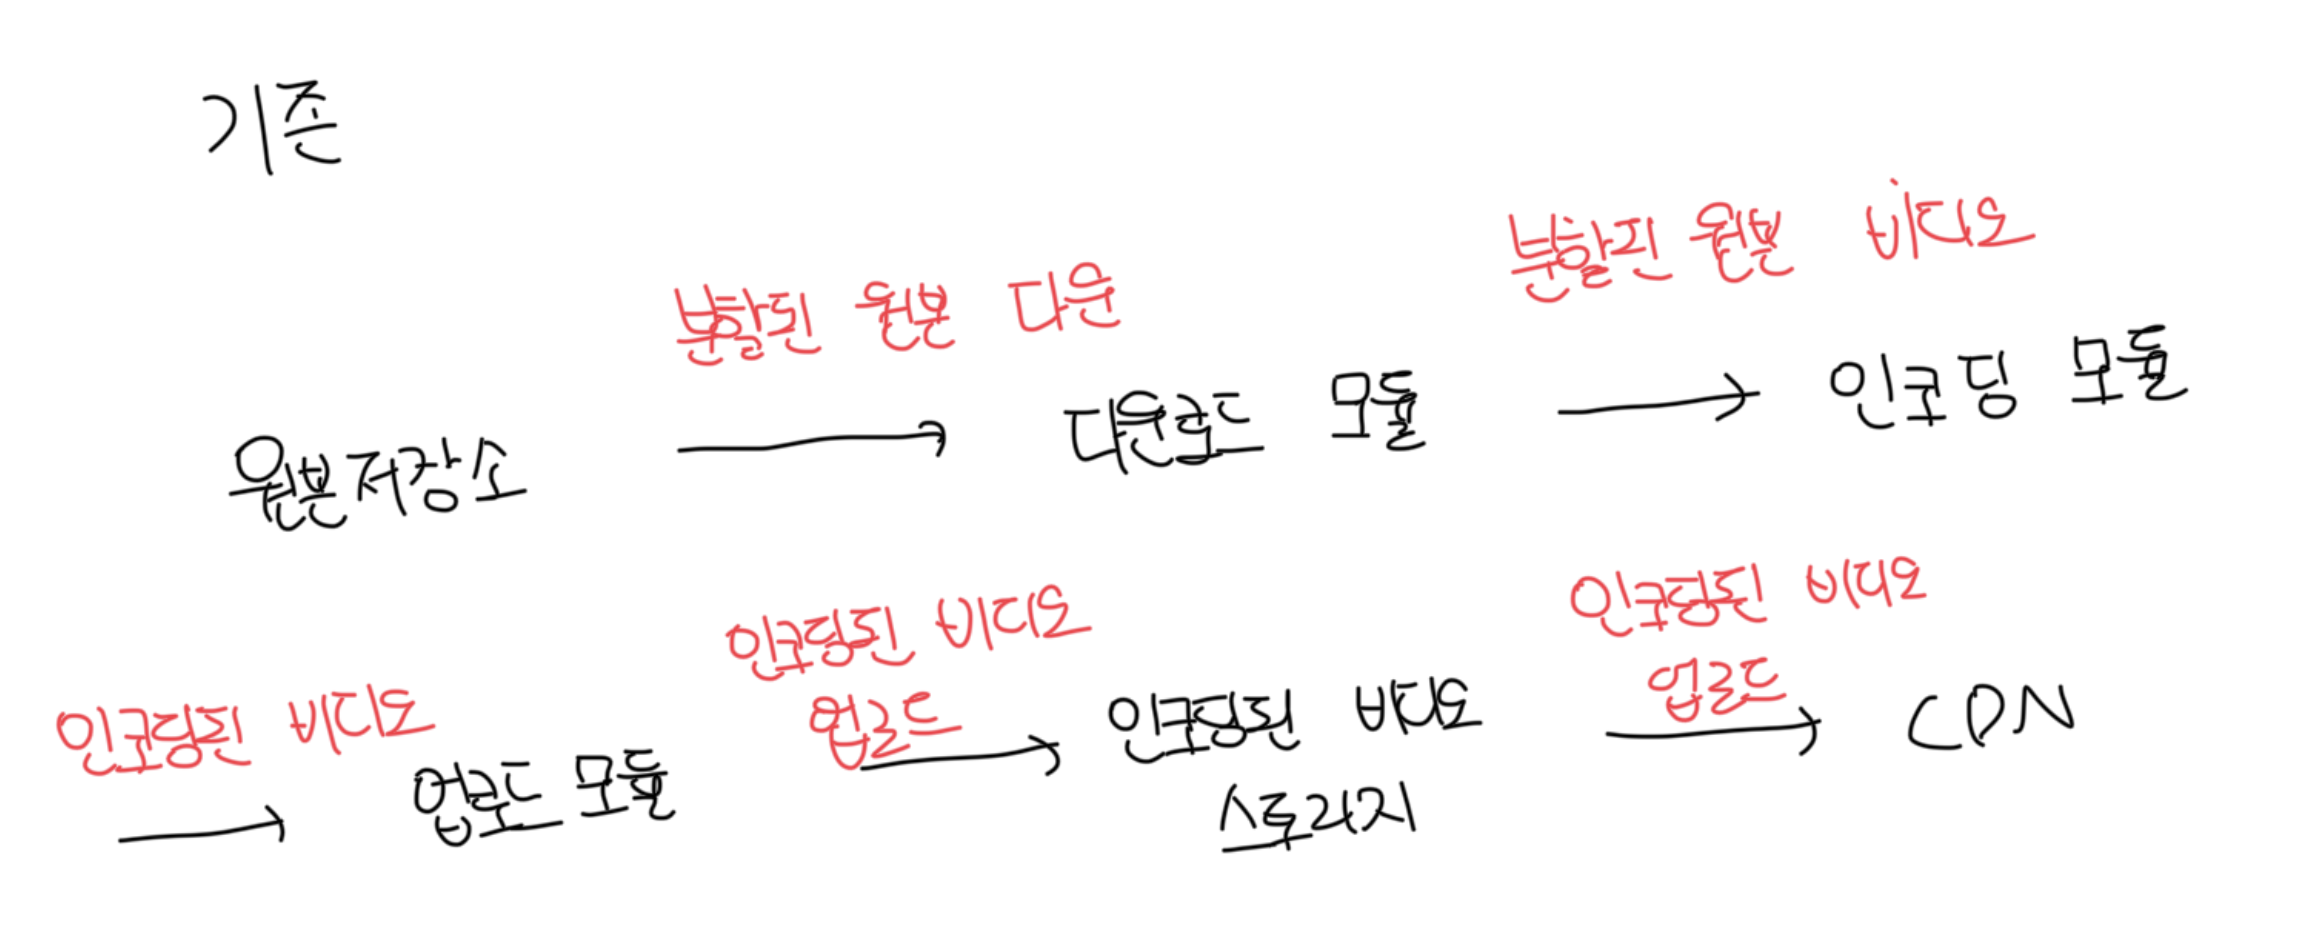 기존
분할된 원본 다운
분할된 원본 비디오
원본저장소
다운로드 모듈
인코딩 모듈
인코딩된 비디오
업로드 모듈
인코딩된 비디오
업로드
인코딩된 비디오
스토리지
인코딩된 비디오
업로드
CDN